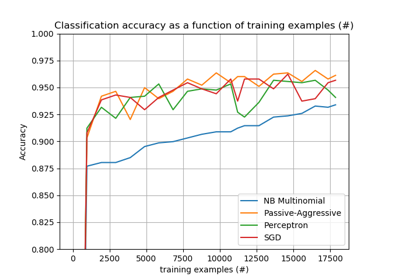 Classification accuracy as a function of training examples (#)
1.000
0.975
0.950
0.925
0.900
0.875
0.850
0.825
0.800
Accuracy
NB Multinomial
Passive-Aggressive
Perceptron
SGD
0 2500 5000 7500 10000 12500 15000 17500
training examples (#)